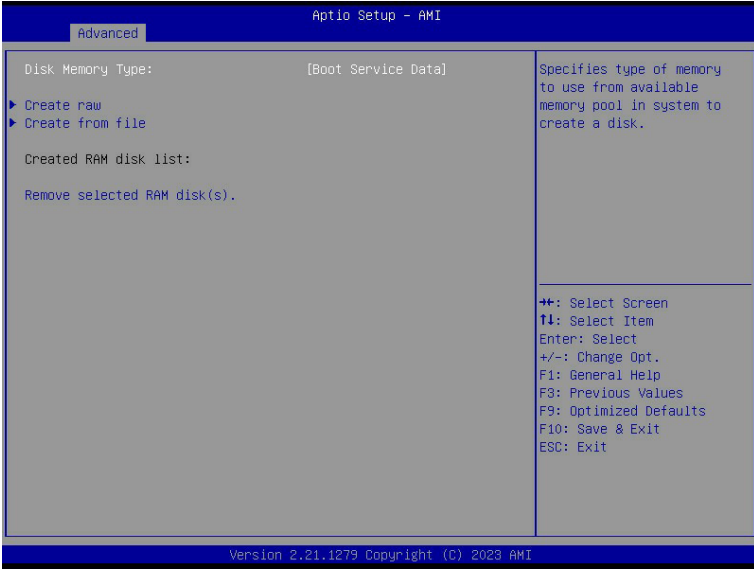 Aptio Setup - AMI
Advanced
Disk Memory Type: [Boot Service Data]
Create raw
Create from file
Created RAM disk list:
Remove selected RAM disk(s).
Specifies type of memory
to use from available
memory pool in system to
create a disk.
→←: Select Screen
↑↓: Select Item
Enter: Select
+/-: Change Opt.
F1: General Help
F3: Previous Values
F9: Optimized Defaults
F10: Save & Exit
ESC: Exit
Version 2.21.1279 Copyright (C) 2023 AMI